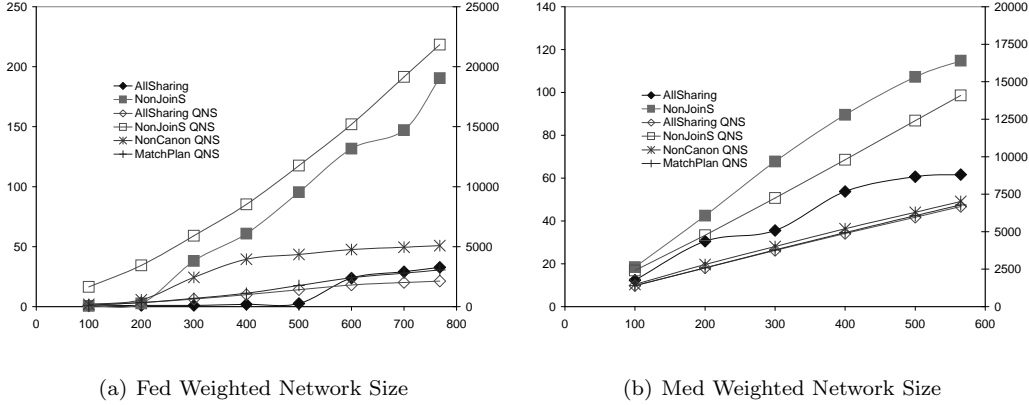 250
200
150
100
50
0
25000
20000
15000
10000
5000
0
0 100 200 300 400 500 600 700 800
AllSharing
NonJoinS
AllSharing QNS
NonJoinS QNS
NonCanon QNS
MatchPlan QNS
(a) Fed Weighted Network Size
140
120
100
80
60
40
20
0
20000
17500
15000
12500
10000
7500
5000
2500
0
0 100 200 300 400 500 600
AllSharing
NonJoinS
AllSharing QNS
NonJoinS QNS
NonCanon QNS
MatchPlan QNS
(b) Med Weighted Network Size